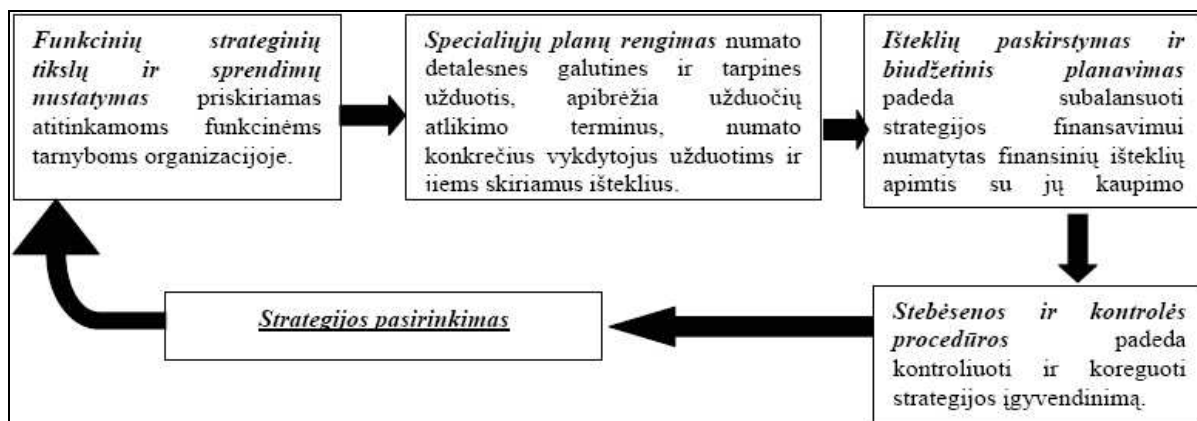 Funkcinių strateginių
tikslų ir sprendimų
nustatymas priskiriamas
atitinkamoms funkcinėms
tarnyboms organizacijoje.
Specialiųjų planų rengimas numato
detalesnes galutines ir tarpines
užduotis, apibrėžia užduočių
atlikimo terminus, numato
konkrečius vykdytojus užduotims ir
jiems skiriamus išteklius.
Išteklių paskirstymas ir
biudžetinis planavimas
padeda subalansuoti
strategijos finansavimui
numatytas finansinių išteklių
apimtis su jų kaupimo
Stebėsenos ir kontrolės
procedūros padeda
kontroliuoti ir koreguoti
strategijos įgyvendinimą.
Strategijos pasirinkimas